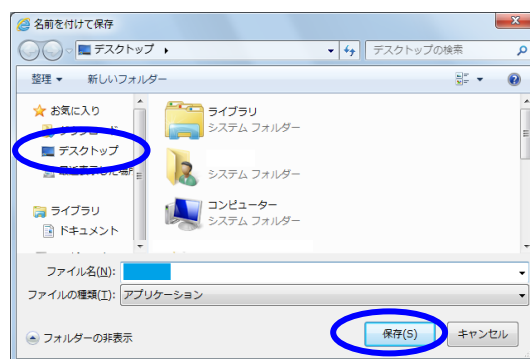 名前を付けて保存
デスクトップ
デスクトップの検索
整理 新しいフォルダー
お気に入り
デスクトップ
ライブラリ
ドキュメント
ライブラリ
システム フォルダー
システム フォルダー
コンピューター
システム フォルダー
ファイル名(N):
ファイルの種類(T): アプリケーション
フォルダーの非表示
保存(S)
キャンセル